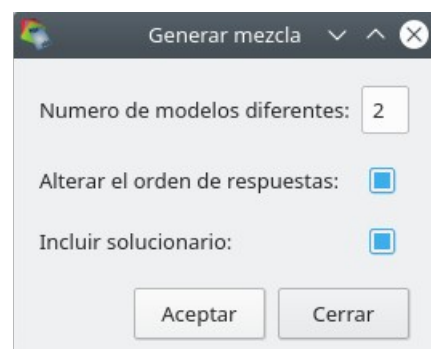 Generar mezcla
Numero de modelos diferentes: 2
Alterar el orden de respuestas:
Incluir solucionario:
Aceptar Cerrar